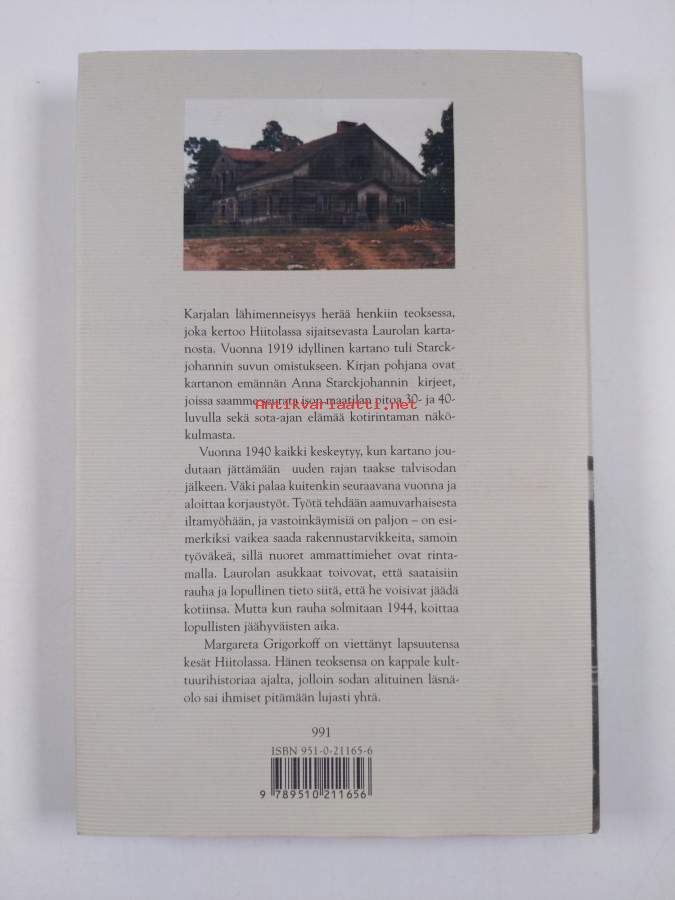 Karjalan lähimenneisyys herää henkiin teoksessa,
joka kertoo Hiitolassa sijaitsevasta Laurolan karta-
nosta. Vuonna 1919 idyllinen kartano tuli Starck-
johannin suvun omistukseen. Kirjan pohjana ovat
kartanon emännän Anna Starckjohannin kirjeet,
joissa saamme seurata ison maatilan pitoa 30- ja 40-
Antikvariaatti.net
luvulla sekä sota-ajan elämää kotirintaman näkö-
kulmasta.
Vuonna 1940 kaikki keskeytyy, kun kartano jou-
dutaan jättämään uuden rajan taakse talvisodan
jälkeen. Väki palaa kuitenkin seuraavana vuonna ja
aloittaa korjaustyöt. Työtä tehdään aamuvarhaisesta
iltamyöhään, ja vastoinkäymisiä on paljon – on esi-
merkiksi vaikea saada rakennustarvikkeita, samoin
työväkeä, sillä nuoret ammattimiehet ovat rinta-
malla. Laurolan asukkaat toivovat, että saataisiin
rauha ja lopullinen tieto siitä, että he voisivat jäädä
kotiinsa. Mutta kun rauha solmitaan 1944, koittaa
lopullisten jäähyväisten aika.
Margareta Grigorkoff on viettänyt lapsuutensa
kesät Hiitolassa. Hänen teoksensa on kappale kult-
tuurihistoriaa ajalta, jolloin sodan alituinen läsnä-
olo sai ihmiset pitämään lujasti yhtä.
991
ISBN 951-0-21165-6
9 789510 211656